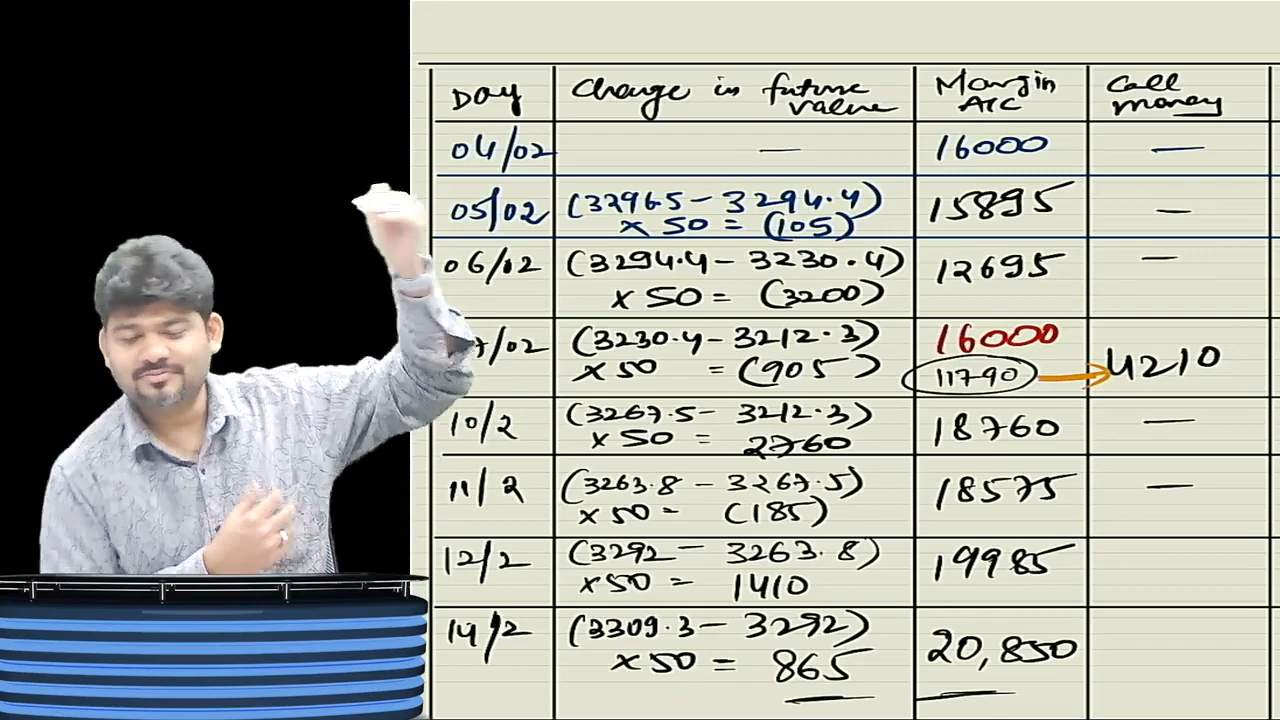 Day Change in future value Margin A/C Call money
04/02 — 16000 —
05/02 (3296.5 - 3294.4) 15895 —
x 50 = (105)
06/02 (3294.4 - 3230.4) 12695 —
x 50 = (3200)
7/02 (3230.4 - 3212.3) 16000
x 50 = (905) 11790 → 4210
10/2 (3267.5 - 3212.3) 18760 —
x 50 = 2760
11/2 (3263.8 - 3267.5) 18575 —
x 50 = (185)
12/2 (3292 - 3263.8) 19985
x 50 = 1410
14/2 (3309.3 - 3292) 20,850
x 50 = 865